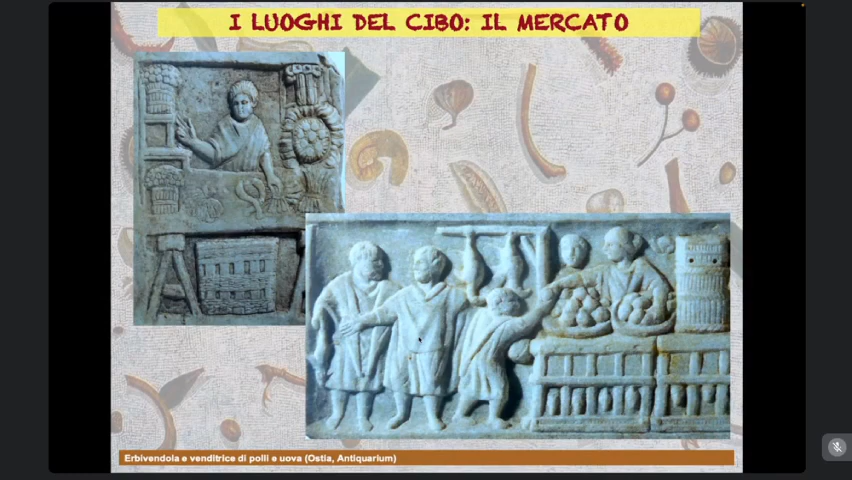 I LUOGHI DEL CIBO: IL MERCATO
Erbivendola e venditrice di polli e uova (Ostia, Antiquarium)